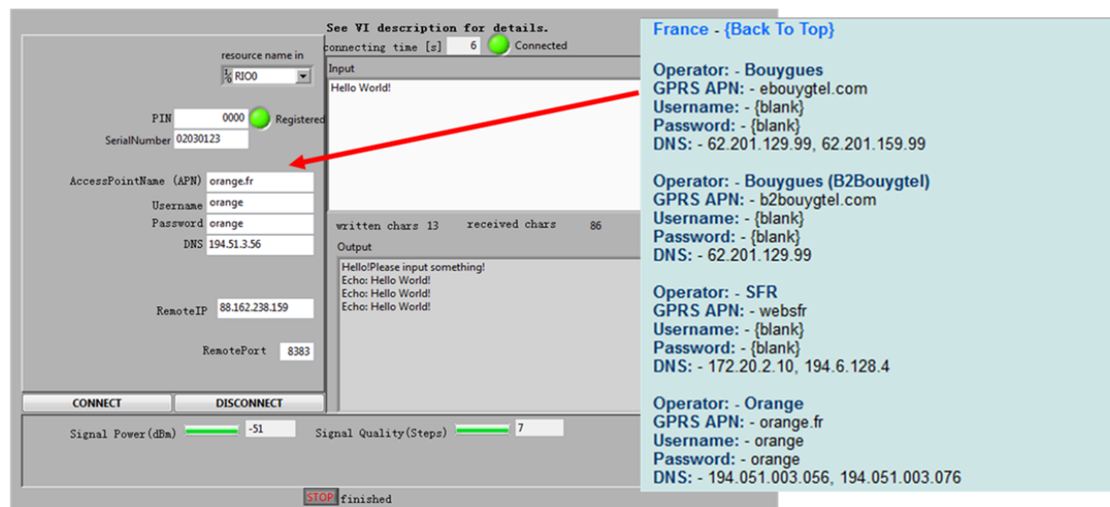 See VI description for details.
connecting time [s] 6 Connected
resource name in
RIO0
PIN 0000 Registered
SerialNumber 02030123
AccessPointName (APN) orange.fr
Username orange
Password orange
DNS 194.51.3.56
RemoteIP 88.162.238.159
RemotePort 8383
CONNECT DISCONNECT
Input
Hello World!
written chars 13 received chars 86
Output
Hello!Please input something!
Echo: Hello World!
Echo: Hello World!
Echo: Hello World!
Signal Power(dBm) -51 Signal Quality(Steps) 7
STOP finished
France - {Back To Top}
Operator: - Bouygues
GPRS APN: - ebouygtel.com
Username: - {blank}
Password: - {blank}
DNS: - 62.201.129.99, 62.201.159.99
Operator: - Bouygues (B2Bouygtel)
GPRS APN: - b2bouygtel.com
Username: - {blank}
Password: - {blank}
DNS: - 62.201.129.99
Operator: - SFR
GPRS APN: - websfr
Username: - {blank}
Password: - {blank}
DNS: - 172.20.2.10, 194.6.128.4
Operator: - Orange
GPRS APN: - orange.fr
Username: - orange
Password: - orange
DNS: - 194.051.003.056, 194.051.003.076